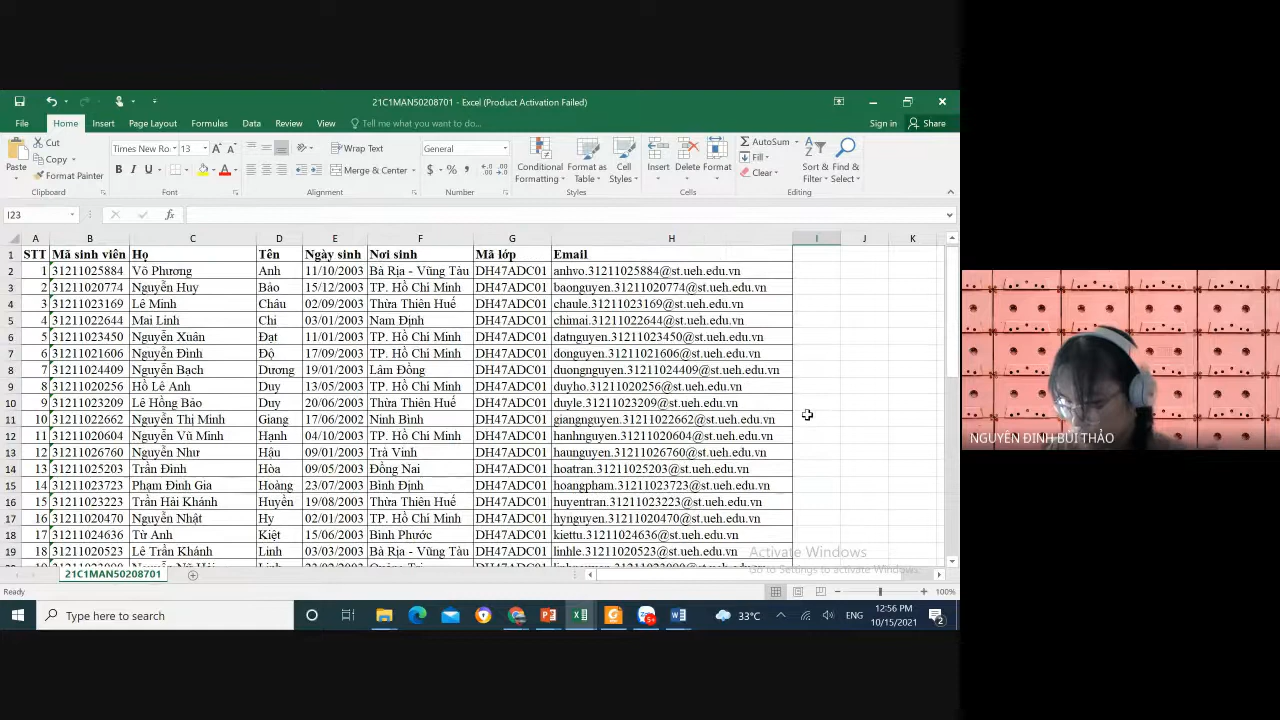 21C1MAN50208701 - Excel (Product Activation Failed)
File Home Insert Page Layout Formulas Data Review View Tell me what you want to do... Sign in Share
Paste Cut Copy Format Painter Clipboard
Times New Ro 13 A A B I U A Font
Wrap Text Merge & Center Alignment
General $ % , Number
Conditional Formatting Format as Table Cell Styles Styles
Insert Delete Format Cells
AutoSum Fill Clear Sort & Filter Find & Select Editing
I23 fx
A B C D E F G H I J K
1 STT Mã sinh viên Họ Tên Ngày sinh Nơi sinh Mã lớp Email
2 1 31211025884 Võ Phương Anh 11/10/2003 Bà Rịa - Vũng Tàu DH47ADC01 anhvo.31211025884@st.ueh.edu.vn
3 2 31211020774 Nguyễn Huy Bảo 15/12/2003 TP. Hồ Chí Minh DH47ADC01 baonguyen.31211020774@st.ueh.edu.vn
4 3 31211023169 Lê Minh Châu 02/09/2003 Thừa Thiên Huế DH47ADC01 chaule.31211023169@st.ueh.edu.vn
5 4 31211022644 Mai Linh Chi 03/01/2003 Nam Định DH47ADC01 chimai.31211022644@st.ueh.edu.vn
6 5 31211023450 Nguyễn Xuân Đạt 11/01/2003 TP. Hồ Chí Minh DH47ADC01 datnguyen.31211023450@st.ueh.edu.vn
7 6 31211021606 Nguyễn Đình Độ 17/09/2003 TP. Hồ Chí Minh DH47ADC01 donguyen.31211021606@st.ueh.edu.vn
8 7 31211024409 Nguyễn Bạch Dương 19/01/2003 Lâm Đồng DH47ADC01 duongnguyen.31211024409@st.ueh.edu.vn
9 8 31211020256 Hồ Lê Anh Duy 13/05/2003 TP. Hồ Chí Minh DH47ADC01 duyho.31211020256@st.ueh.edu.vn
10 9 31211023209 Lê Hồng Bảo Duy 20/06/2003 Thừa Thiên Huế DH47ADC01 duyle.31211023209@st.ueh.edu.vn
11 10 31211022662 Nguyễn Thị Minh Giang 17/06/2002 Ninh Bình DH47ADC01 giangnguyen.31211022662@st.ueh.edu.vn
12 11 31211020604 Nguyễn Vũ Minh Hạnh 04/10/2003 TP. Hồ Chí Minh DH47ADC01 hanhnguyen.31211020604@st.ueh.edu.vn
13 12 31211026760 Nguyễn Như Hậu 09/01/2003 Trà Vinh DH47ADC01 haunguyen.31211026760@st.ueh.edu.vn
14 13 31211025203 Trần Đình Hòa 09/05/2003 Đồng Nai DH47ADC01 hoatran.31211025203@st.ueh.edu.vn
15 14 31211023723 Phạm Đình Gia Hoàng 23/07/2003 Bình Định DH47ADC01 hoangpham.31211023723@st.ueh.edu.vn
16 15 31211023223 Trần Hải Khánh Huyền 19/08/2003 Thừa Thiên Huế DH47ADC01 huyentran.31211023223@st.ueh.edu.vn
17 16 31211020470 Nguyễn Nhật Hy 02/01/2003 TP. Hồ Chí Minh DH47ADC01 hynguyen.31211020470@st.ueh.edu.vn
18 17 31211024636 Từ Anh Kiệt 15/06/2003 Bình Phước DH47ADC01 kiettu.31211024636@st.ueh.edu.vn
19 18 31211020523 Lê Trần Khánh Linh 03/03/2003 Bà Rịa - Vũng Tàu DH47ADC01 linhle.31211020523@st.ueh.edu.vn
NGUYỄN ĐINH BÙI THẢO
Activate Windows
Go to Settings to activate Windows.
21C1MAN50208701
Ready 100%
Type here to search 5+ 33°C ENG 12:56 PM
10/15/2021 2